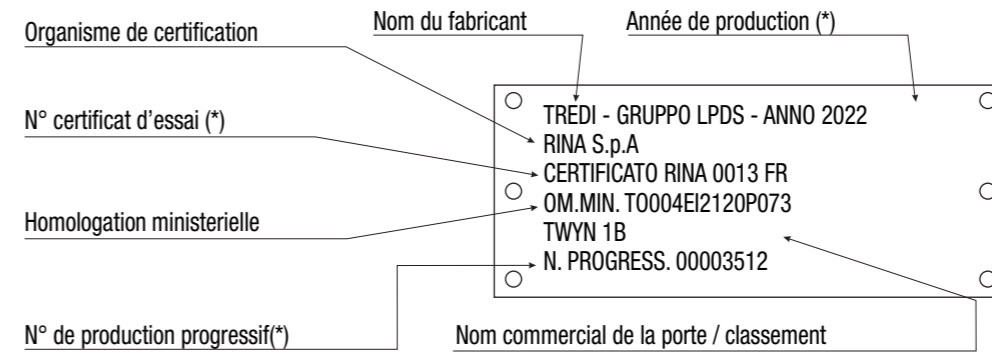 Organisme de certification
Nom du fabricant
Année de production (*)
N° certificat d'essai (*)
Homologation ministerielle
N° de production progressif(*)
Nom commercial de la porte / classement
TREDI - GRUPPO LPDS - ANNO 2022
RINA S.p.A
CERTIFICATO RINA 0013 FR
OM.MIN. TO004EI2120P073
TWYN 1B
N. PROGRESS. 00003512